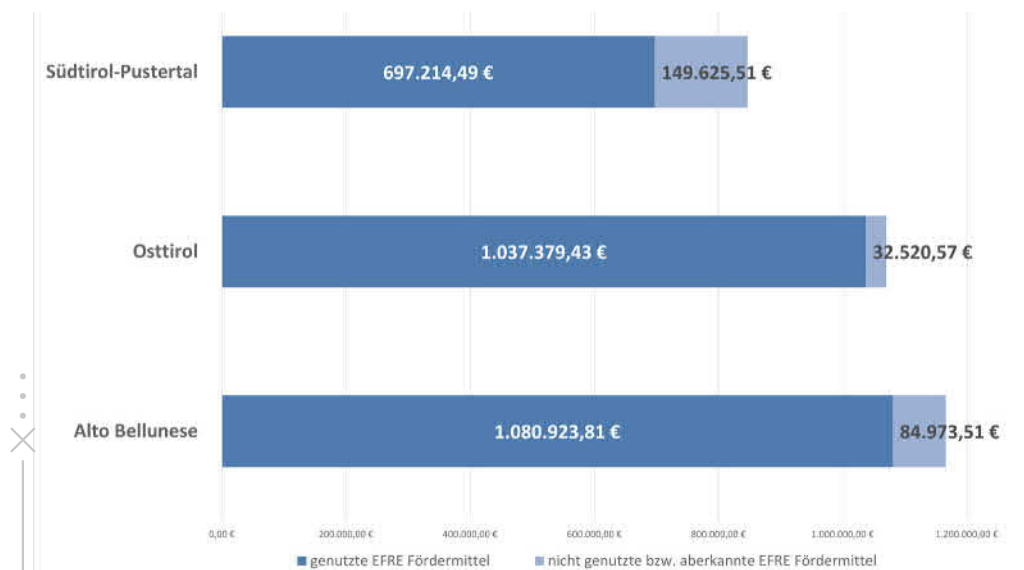 Südtirol-Pustertal
697.214,49 €
149.625,51 €
Osttirol
1.037.379,43 €
32.520,57 €
Alto Bellunese
1.080.923,81 €
84.973,51 €
0,00 €
200.000,00 €
400.000,00 €
600.000,00 €
800.000,00 €
1.000.000,00 €
1.200.000,00 €
genutzte EFRE Fördermittel
nicht genutzte bzw. aberkannte EFRE Fördermittel